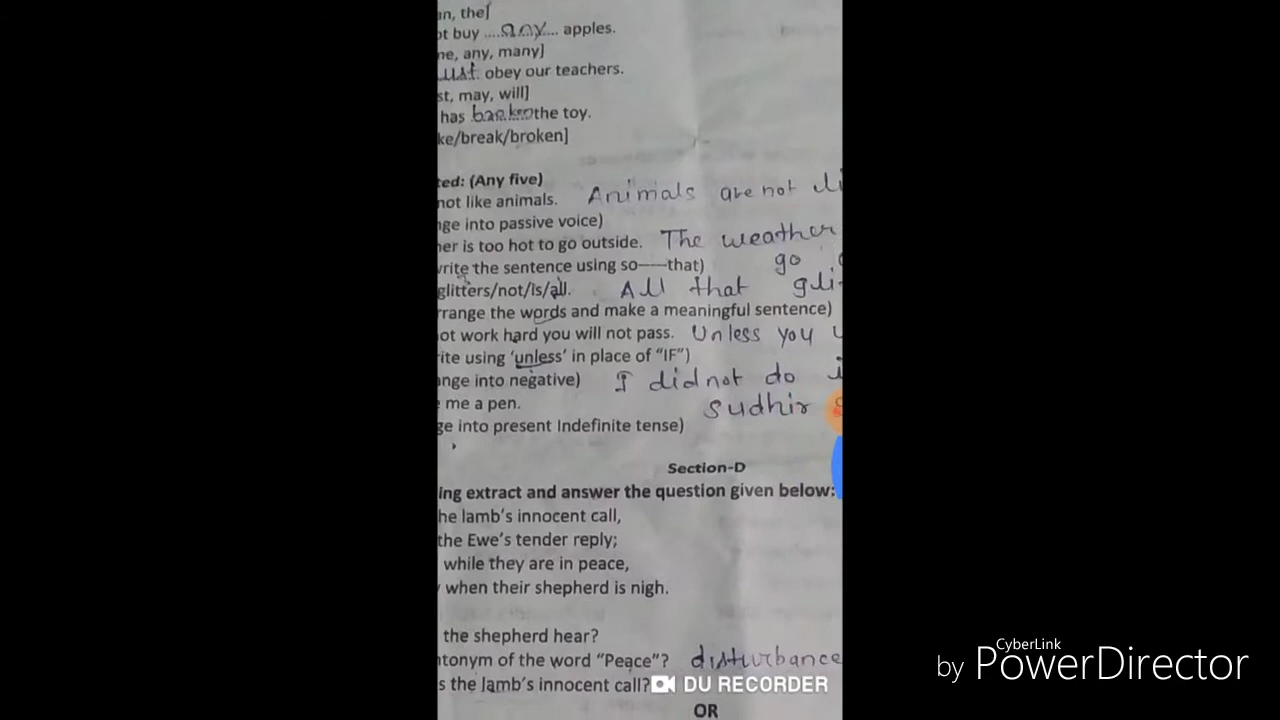 an, the]
ot buy ....any.... apples.
ne, any, many]
ust obey our teachers.
st, may, will]
has the toy.
ke/break/broken]
ted: (Any five)
not like animals. Animals are not li
nge into passive voice)
her is too hot to go outside. The weather
write the sentence using so-----that) go
glitters/not/Is/all. All that gli
rrange the words and make a meaningful sentence)
ot work hard you will not pass. Unless you
ite using ‘unless’ in place of “IF”)
ange into negative) I didnot do i
me a pen. Sudhir
ge into present Indefinite tense)
Section-D
ing extract and answer the question given below:
he lamb’s innocent call,
the Ewe’s tender reply;
while they are in peace,
when their shepherd is nigh.
the shepherd hear?
ntonym of the word “Peace”? disturbance
s the lamb’s innocent call?
DU RECORDER
OR
CyberLink
by PowerDirector